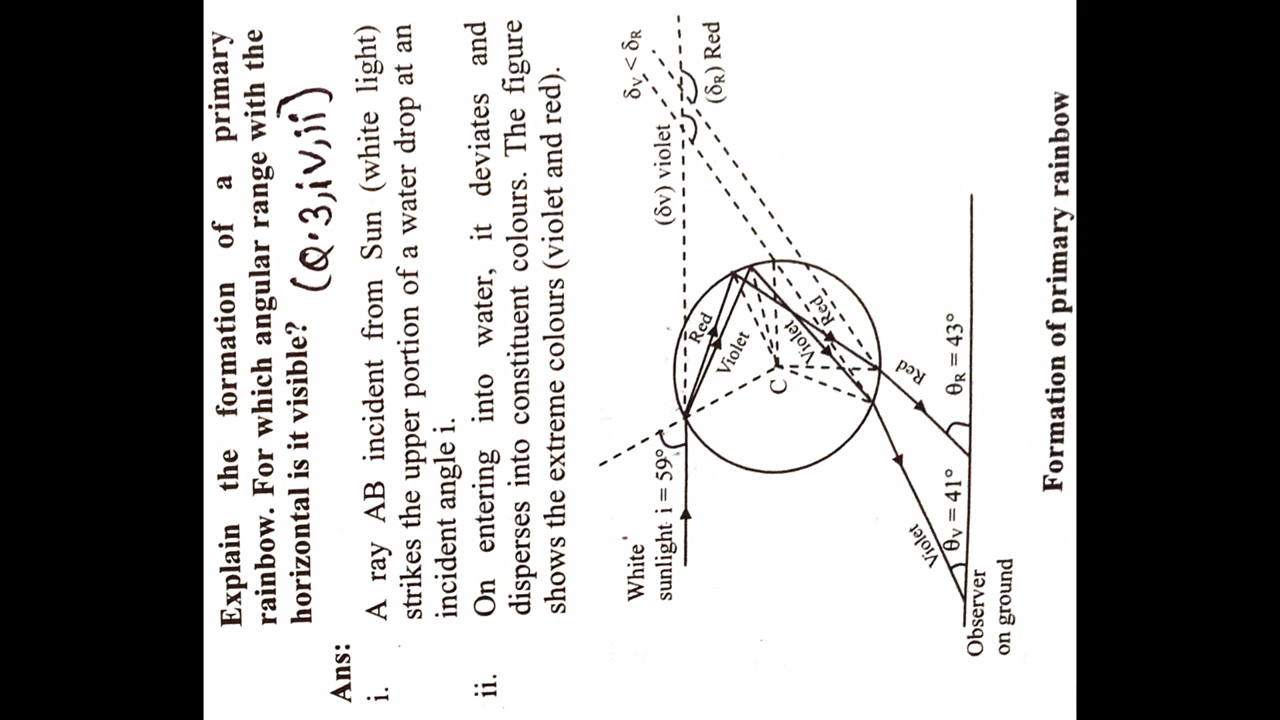 Explain the formation of a primary
rainbow. For which angular range with the
horizontal is it visible? (Q.3,iv,ii)
Ans:
i. A ray AB incident from Sun (white light)
strikes the upper portion of a water drop at an
incident angle i.
ii. On entering into water, it deviates and
disperses into constituent colours. The figure
shows the extreme colours (violet and red).
White
sunlight i = 59°
(δv) violet
δV < δR
(δR) Red
Red
Violet
C
Violet
Red
Red
Violet
θV = 41°
θR = 43°
Observer
on ground
Formation of primary rainbow